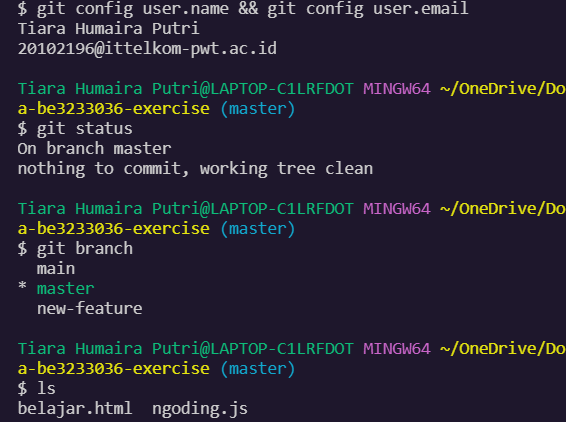 $ git config user.name && git config user.email
Tiara Humaira Putri
20102196@ittelkom-pwt.ac.id
Tiara Humaira Putri@LAPTOP-C1LRFDOT MINGW64 ~/OneDrive/Do
a-be3233036-exercise (master)
$ git status
On branch master
nothing to commit, working tree clean
Tiara Humaira Putri@LAPTOP-C1LRFDOT MINGW64 ~/OneDrive/Do
a-be3233036-exercise (master)
$ git branch
  main
* master
  new-feature
Tiara Humaira Putri@LAPTOP-C1LRFDOT MINGW64 ~/OneDrive/Do
a-be3233036-exercise (master)
$ ls
belajar.html  ngoding.js